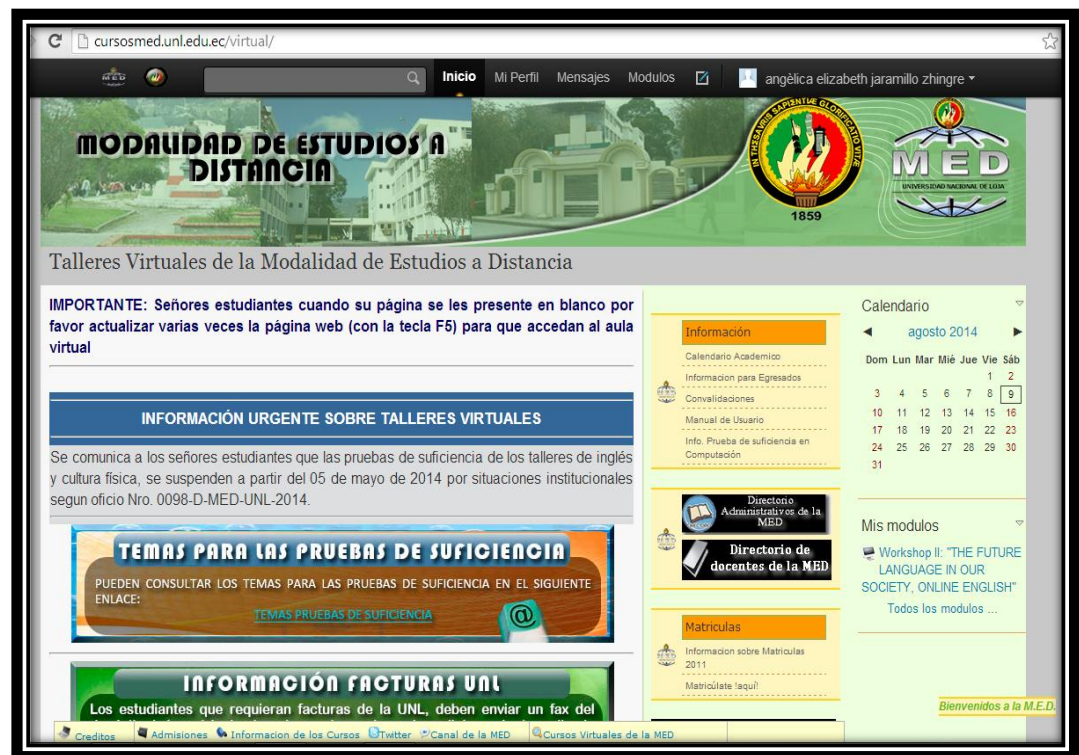 cursosmed.unl.edu.ec/virtual/
MED
Inicio Mi Perfil Mensajes Modulos angèlica elizabeth jaramillo zhingre
MODALIDAD DE ESTUDIOS A
DISTANCIA
IN THESAVRIS SAPIENTIAE GLORIFICATIO VITAE
1859
MED
UNIVERSIDAD NACIONAL DE LOJA
Talleres Virtuales de la Modalidad de Estudios a Distancia
IMPORTANTE: Señores estudiantes cuando su página se les presente en blanco por
favor actualizar varias veces la página web (con la tecla F5) para que accedan al aula
virtual
INFORMACIÓN URGENTE SOBRE TALLERES VIRTUALES
Se comunica a los señores estudiantes que las pruebas de suficiencia de los talleres de inglés
y cultura física, se suspenden a partir del 05 de mayo de 2014 por situaciones institucionales
segun oficio Nro. 0098-D-MED-UNL-2014.
TEMAS PARA LAS PRUEBAS DE SUFICIENCIA
PUEDEN CONSULTAR LOS TEMAS PARA LAS PRUEBAS DE SUFICIENCIA EN EL SIGUIENTE
ENLACE:
TEMAS PRUEBAS DE SUFICIENCIA
@
INFORMACIÓN FACTURAS UNL
Los estudiantes que requieran facturas de la UNL, deben enviar un fax del
Información
Calendario Academico
Informacion para Egresados
Convalidaciones
Manual de Usuario
Info. Prueba de suficiencia en
Computación
Directorio
Administrativos de la
MED
Directorio de
docentes de la MED
Matriculas
Informacion sobre Matriculas
2011
Matricúlate !aquí!
Calendario
agosto 2014
Dom Lun Mar Mié Jue Vie Sáb
1 2
3 4 5 6 7 8 9
10 11 12 13 14 15 16
17 18 19 20 21 22 23
24 25 26 27 28 29 30
31
Mis modulos
Workshop II: "THE FUTURE
LANGUAGE IN OUR
SOCIETY, ONLINE ENGLISH"
Todos los modulos ...
Bienvenidos a la M.E.D.
Creditos Admisiones Informacion de los Cursos Twitter Canal de la MED Cursos Virtuales de la MED